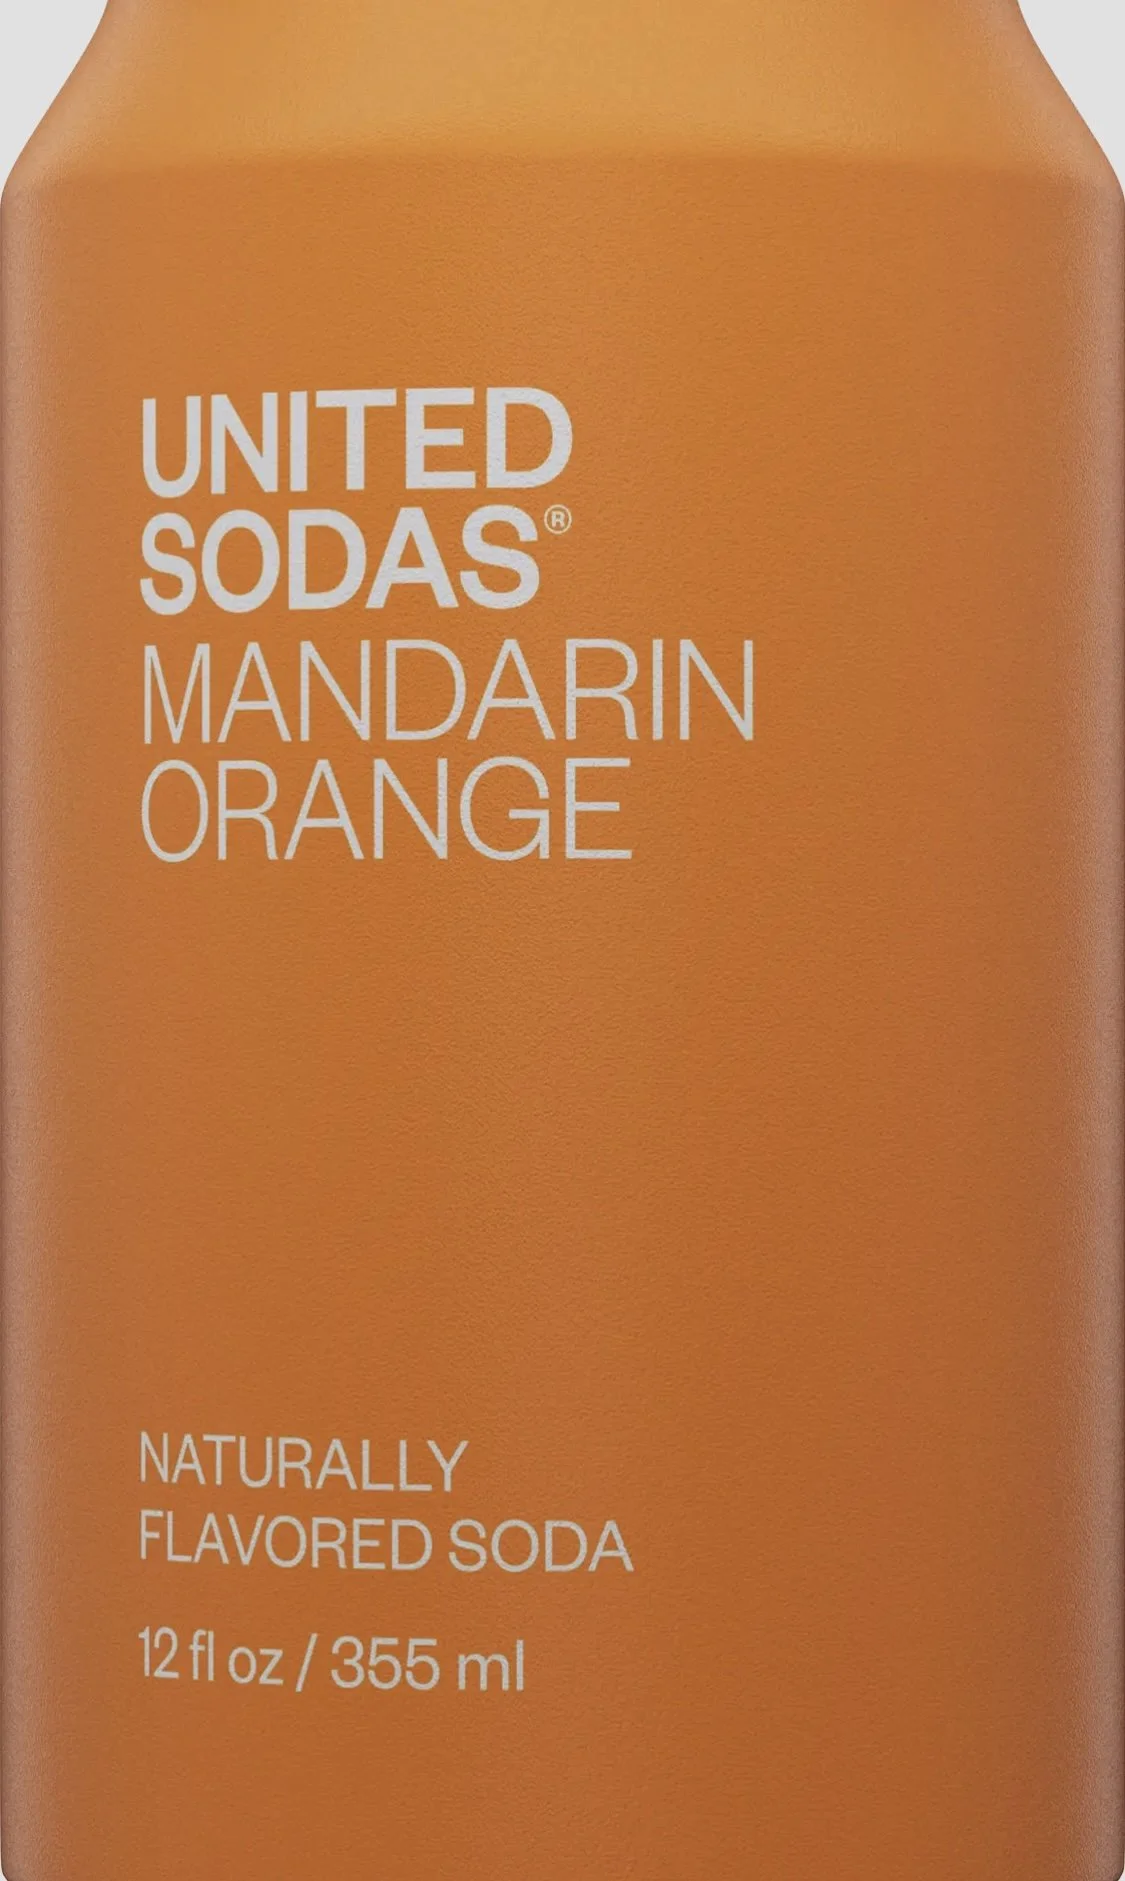 UNITED
SODAS®
MANDARIN
ORANGE
NATURALLY
FLAVORED SODA
12 fl oz / 355 ml